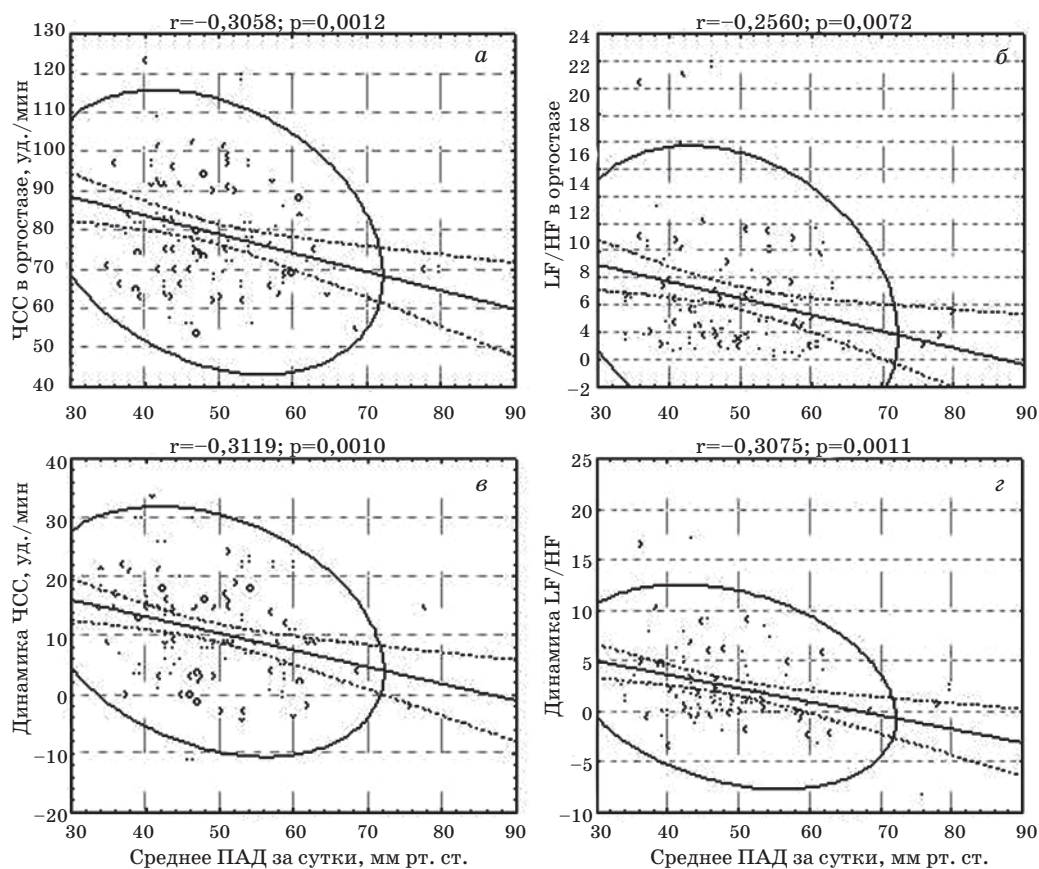 r=−0,3058; p=0,0012
а
ЧСС в ортостазе, уд./мин
130
120
110
100
90
80
70
60
50
40
30 40 50 60 70 80 90
r=−0,2560; p=0,0072
б
LF/HF в ортостазе
24
22
20
18
16
14
12
10
8
6
4
2
0
−2
30 40 50 60 70 80 90
r=−0,3119; p=0,0010
в
Динамика ЧСС, уд./мин
40
30
20
10
0
−10
−20
30 40 50 60 70 80 90
Среднее ПАД за сутки, мм рт. ст.
r=−0,3075; p=0,0011
г
Динамика LF/HF
25
20
15
10
5
0
−5
−10
30 40 50 60 70 80 90
Среднее ПАД за сутки, мм рт. ст.